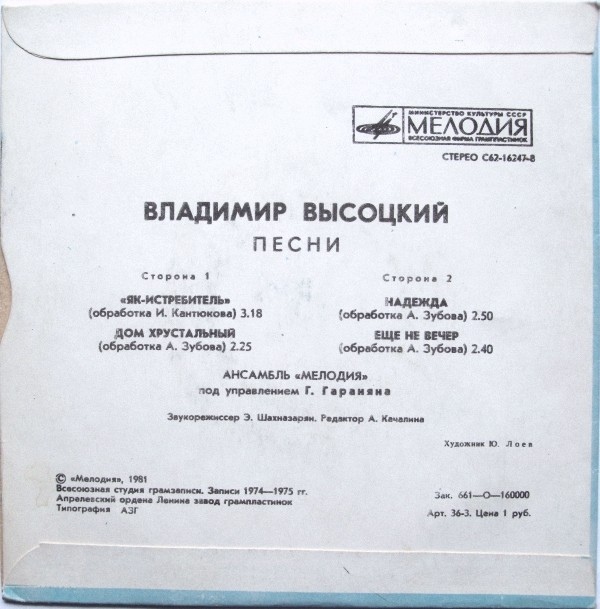 МИНИСТЕРСТВО КУЛЬТУРЫ СССР
МЕЛОДИЯ
ВСЕСОЮЗНАЯ ФИРМА ГРАМПЛАСТИНОК
СТЕРЕО С62-16247-8
ВЛАДИМИР ВЫСОЦКИЙ
ПЕСНИ
Сторона 1
«ЯК-ИСТРЕБИТЕЛЬ»
(обработка И. Кантюкова) 3.18
ДОМ ХРУСТАЛЬНЫЙ
(обработка А. Зубова) 2.25
Сторона 2
НАДЕЖДА
(обработка А. Зубова) 2.50
ЕЩЕ НЕ ВЕЧЕР
(обработка А. Зубова) 2.40
АНСАМБЛЬ «МЕЛОДИЯ»
под управлением Г. Гараняна
Звукорежиссер Э. Шахназарян. Редактор А. Качалина
Художник Ю. Лоев
© «Мелодия», 1981
Всесоюзная студия грамзаписи. Записи 1974—1975 гг.
Апрелевский ордена Ленина завод грампластинок
Типография АЗГ
Зак. 661—О—160000
Арт. 36-3. Цена 1 руб.